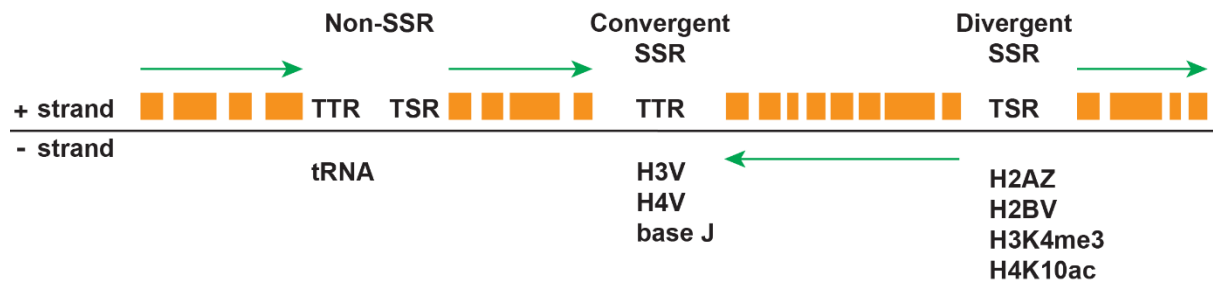 Non-SSR
Convergent
SSR
Divergent
SSR
+ strand
TTR
TSR
TTR
TSR
- strand
tRNA
H3V
H4V
base J
H2AZ
H2BV
H3K4me3
H4K10ac